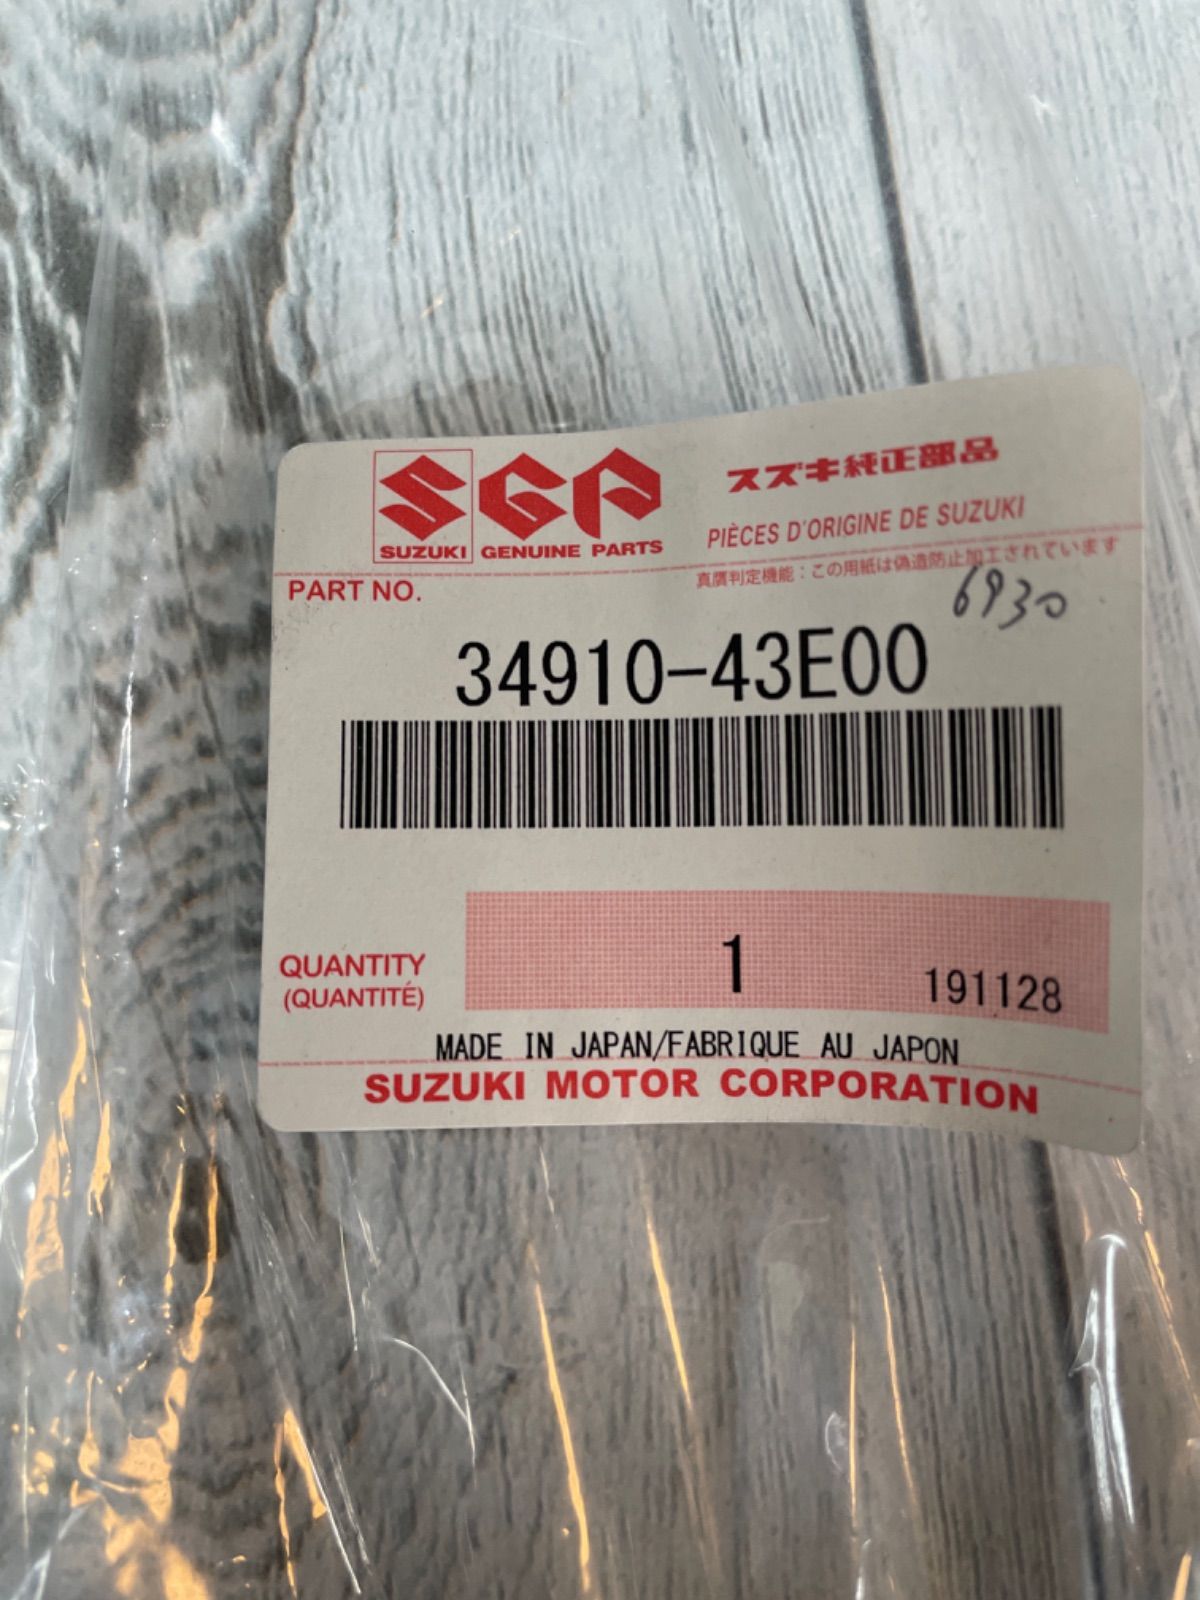 SGP
SUZUKI GENUINE PARTS
スズキ純正部品
PIÈCES D'ORIGINE DE SUZUKI
真贋判定機能：この用紙は偽造防止加工されています
PART NO.
6930
34910-43E00
QUANTITY
(QUANTITÉ)
1
191128
MADE IN JAPAN/FABRIQUE AU JAPON
SUZUKI MOTOR CORPORATION